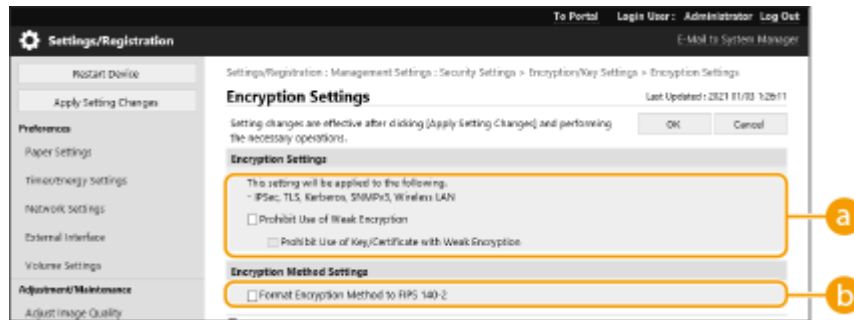 To Portal Login User: Administrator Log Out
Settings/Registration
E-Mail to System Manager
Restart Device
Apply Setting Changes
Preferences
Paper Settings
Timer/Energy Settings
Network Settings
External Interface
Volume Settings
Adjustment/Maintenance
Adjust Image Quality
Settings/Registration : Management Settings : Security Settings > Encryption/Key Settings > Encryption Settings
Encryption Settings
Last Updated : 2021 01/03 1:26:11
Setting changes are effective after clicking [Apply Setting Changes] and performing
the necessary operations.
OK
Cancel
Encryption Settings
This setting will be applied to the following.
- IPSec, TLS, Kerberos, SNMPv3, Wireless LAN
Prohibit Use of Weak Encryption
Prohibit Use of Key/Certificate with Weak Encryption
a
Encryption Method Settings
Format Encryption Method to FIPS 140-2
b